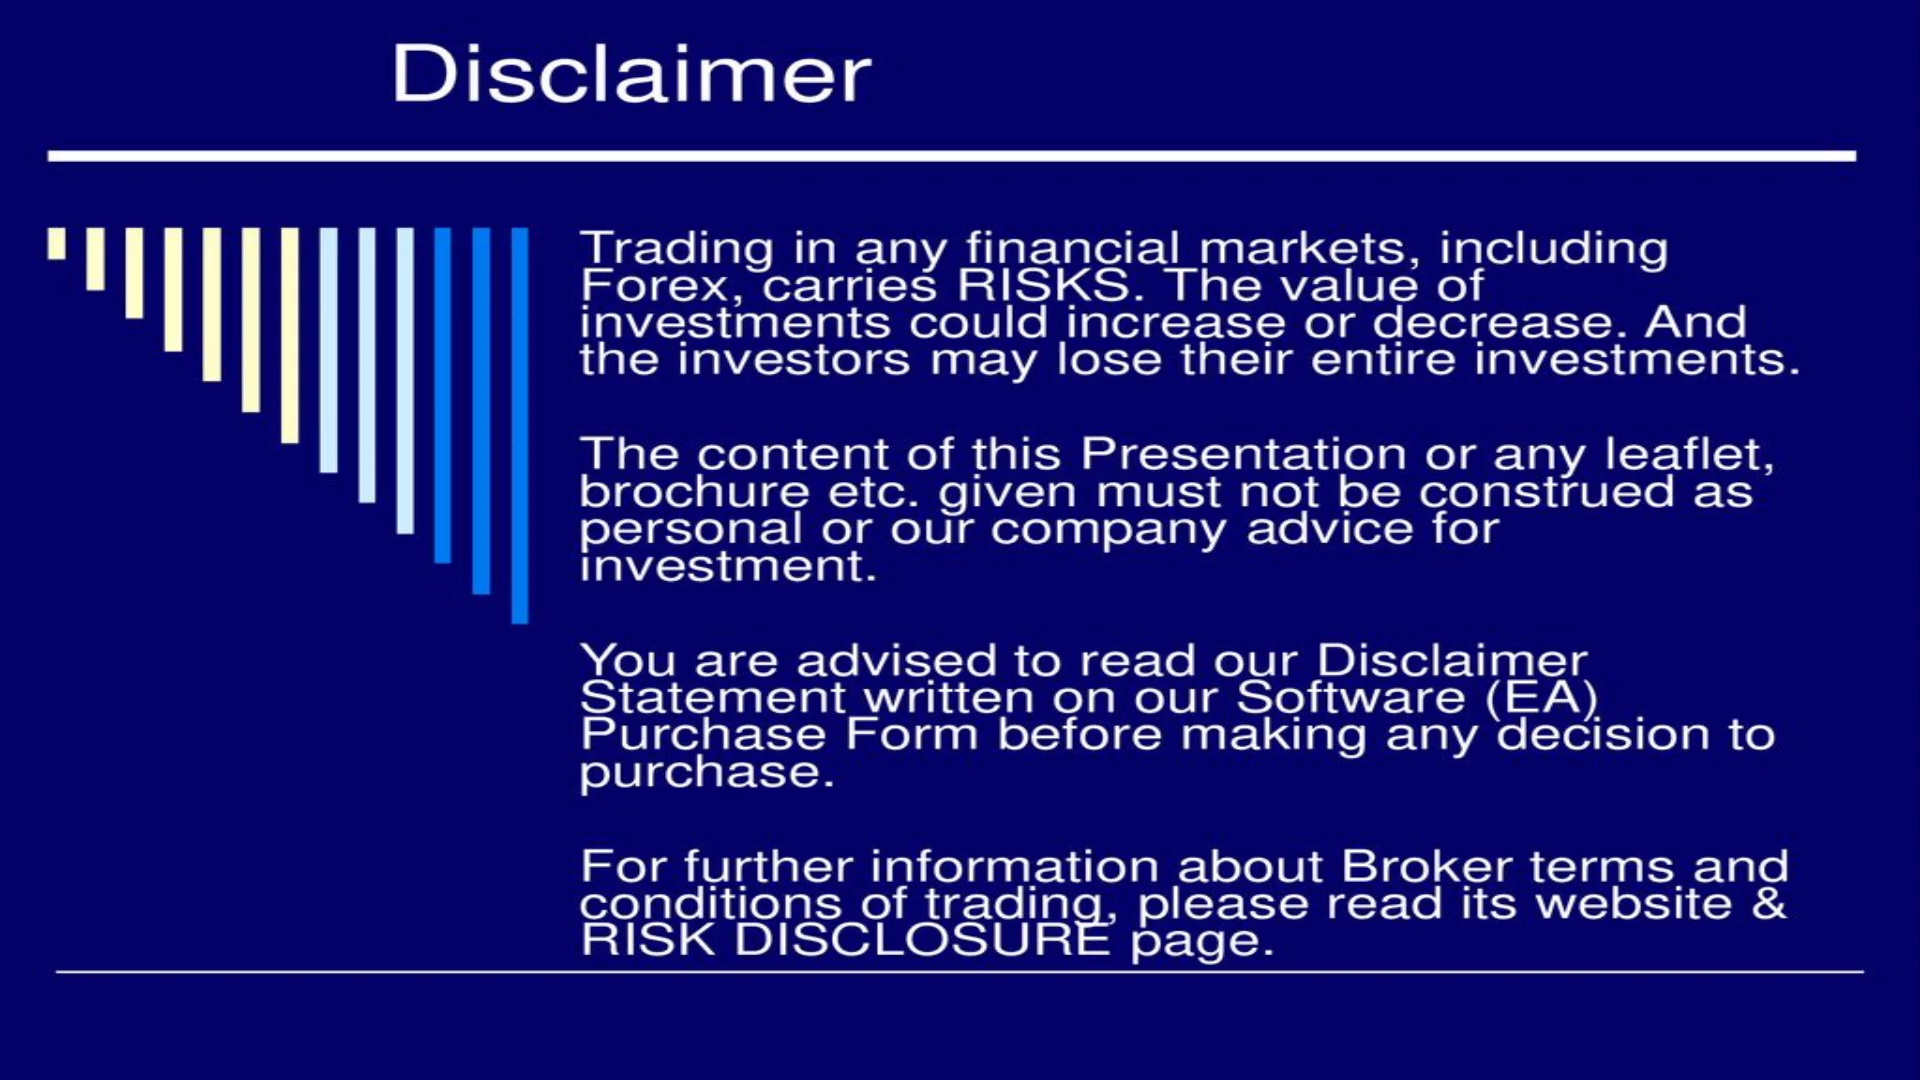 Disclaimer
Trading in any financial markets, including
Forex, carries RISKS. The value of
investments could increase or decrease. And
the investors may lose their entire investments.
The content of this Presentation or any leaflet,
brochure etc. given must not be construed as
personal or our company advice for
investment.
You are advised to read our Disclaimer
Statement written on our Software (EA)
Purchase Form before making any decision to
purchase.
For further information about Broker terms and
conditions of trading, please read its website &
RISK DISCLOSURE page.